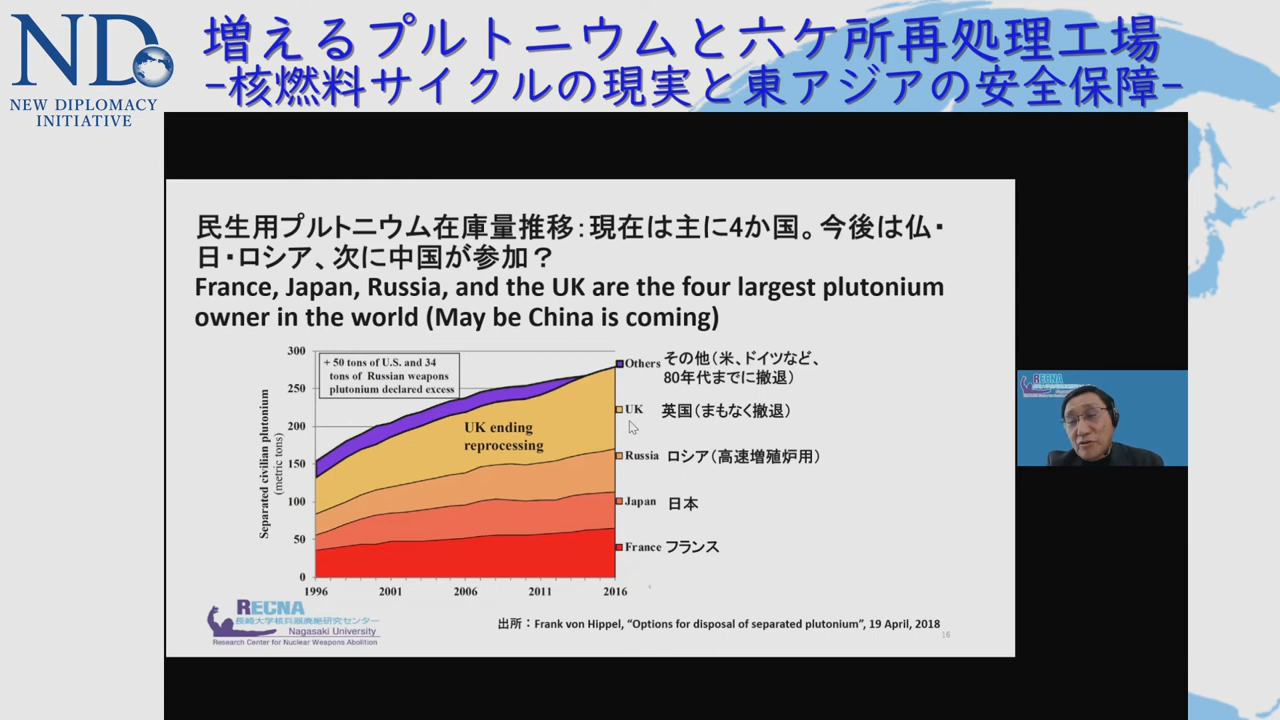 ND
NEW DIPLOMACY
INITIATIVE
増えるプルトニウムと六ケ所再処理工場
-核燃料サイクルの現実と東アジアの安全保障-
民生用プルトニウム在庫量推移：現在は主に4か国。今後は仏・
日・ロシア、次に中国が参加？
France, Japan, Russia, and the UK are the four largest plutonium
owner in the world (May be China is coming)
Separated civilian plutonium
(metric tons)
300
250
200
150
100
50
0
+ 50 tons of U.S. and 34
tons of Russian weapons
plutonium declared excess
UK ending
reprocessing
1996 2001 2006 2011 2016
Others その他（米、ドイツなど、
80年代までに撤退）
UK 英国（まもなく撤退）
Russia ロシア（高速増殖炉用）
Japan 日本
France フランス
RECNA
長崎大学核兵器廃絶研究センター
Nagasaki University
Research Center for Nuclear Weapons Abolition
出所：Frank von Hippel, “Options for disposal of separated plutonium”, 19 April, 2018
16
RECNA